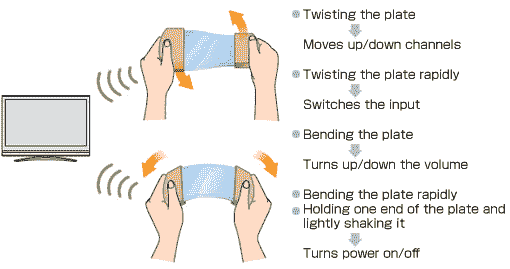 Twisting the plate
Moves up/down channels
Twisting the plate rapidly
Switches the input
Bending the plate
Turns up/down the volume
Bending the plate rapidly
Holding one end of the plate and
lightly shaking it
Turns power on/off